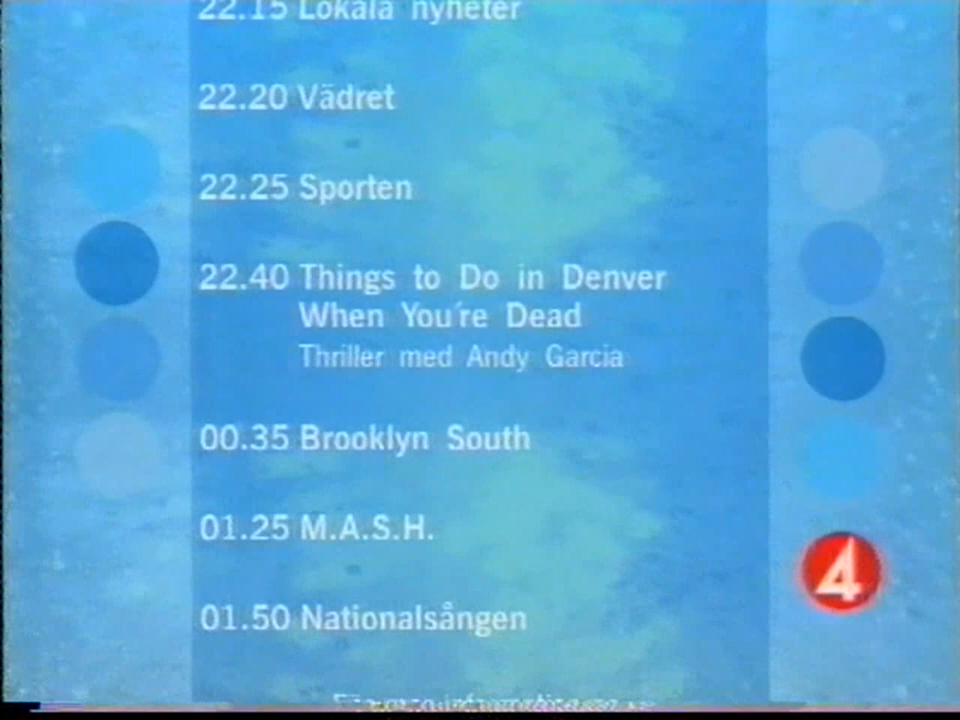 22.15 Lokala nyheter
22.20 Vädret
22.25 Sporten
22.40 Things to Do in Denver
When You´re Dead
Thriller med Andy Garcia
00.35 Brooklyn South
01.25 M.A.S.H.
4
01.50 Nationalsången